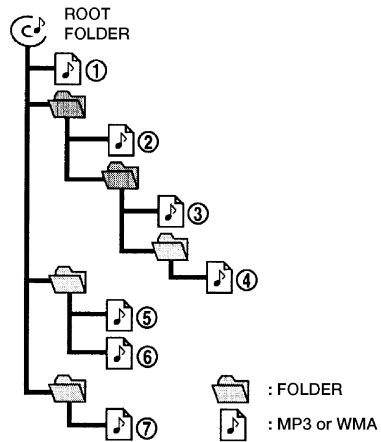 ROOT
FOLDER
①
②
③
④
⑤
⑥
⑦
: FOLDER
: MP3 or WMA